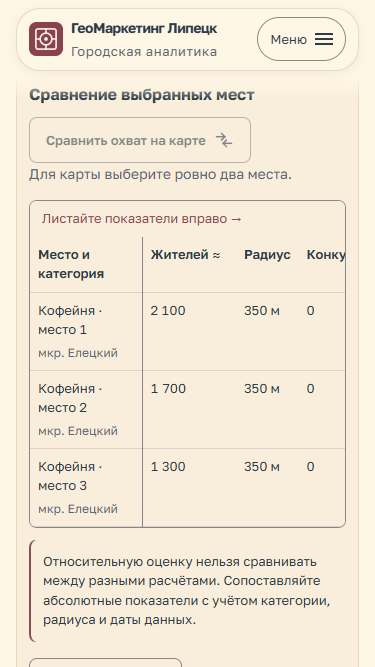 ГеоМаркетинг Липецк
Городская аналитика
Меню
Сравнение выбранных мест
Сравнить охват на карте
Для карты выберите ровно два места.
Листайте показатели вправо →
Место и категория Жителей ≈ Радиус Конку
Кофейня · место 1 2 100 350 м 0
мкр. Елецкий
Кофейня · место 2 1 700 350 м 0
мкр. Елецкий
Кофейня · место 3 1 300 350 м 0
мкр. Елецкий
Относительную оценку нельзя сравнивать
между разными расчётами. Сопоставляйте
абсолютные показатели с учётом категории,
радиуса и даты данных.